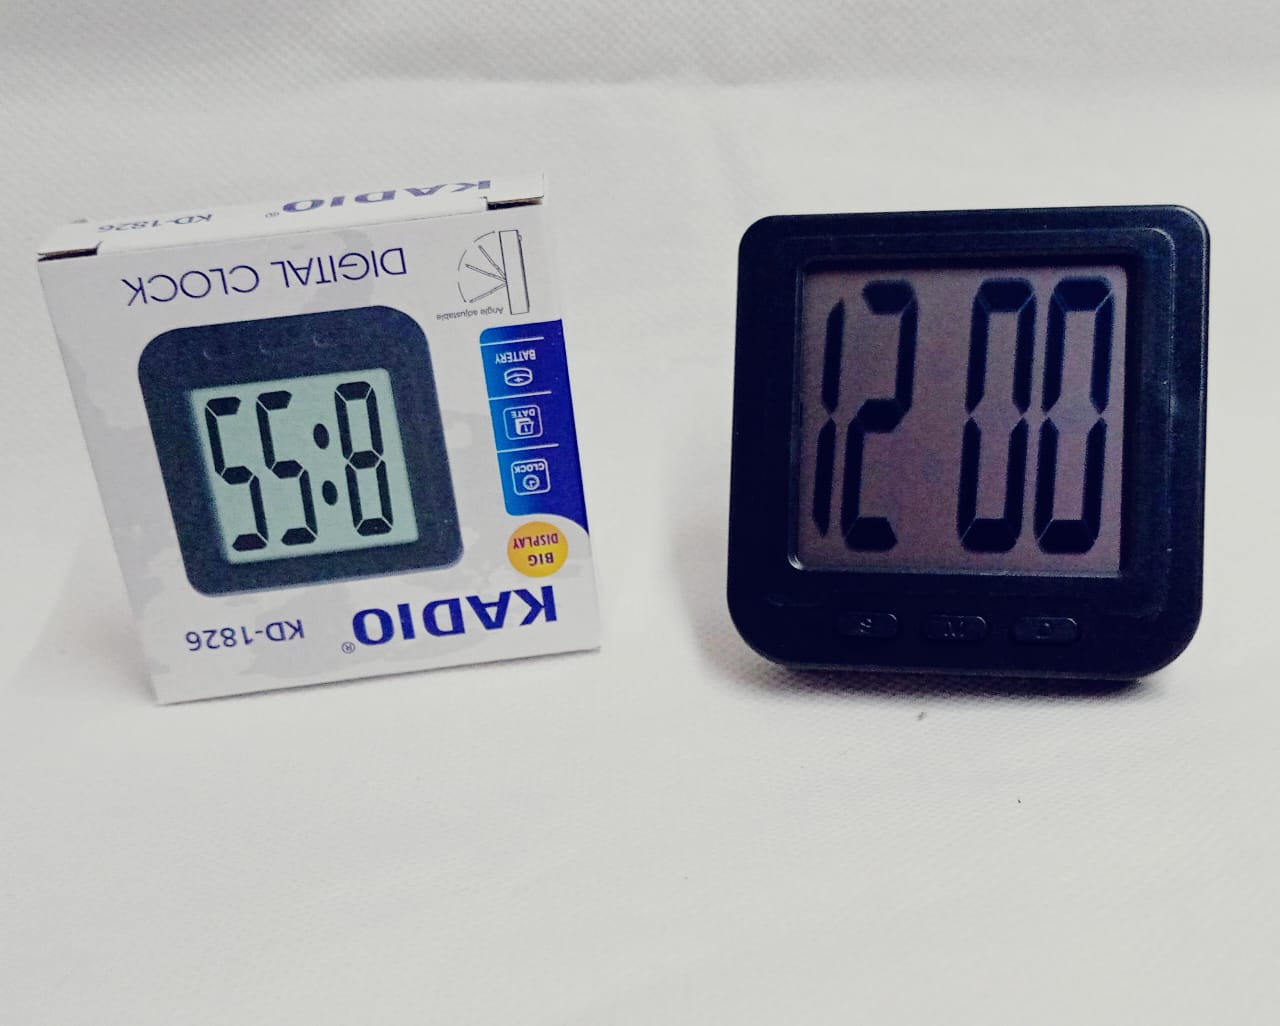 KADIO® KD-1826
BIG
DISPLAY
8:55
CLOCK
DATE
BATTERY
Angle adjustable
DIGITAL CLOCK
KADIO® KD-1826
12 00
M